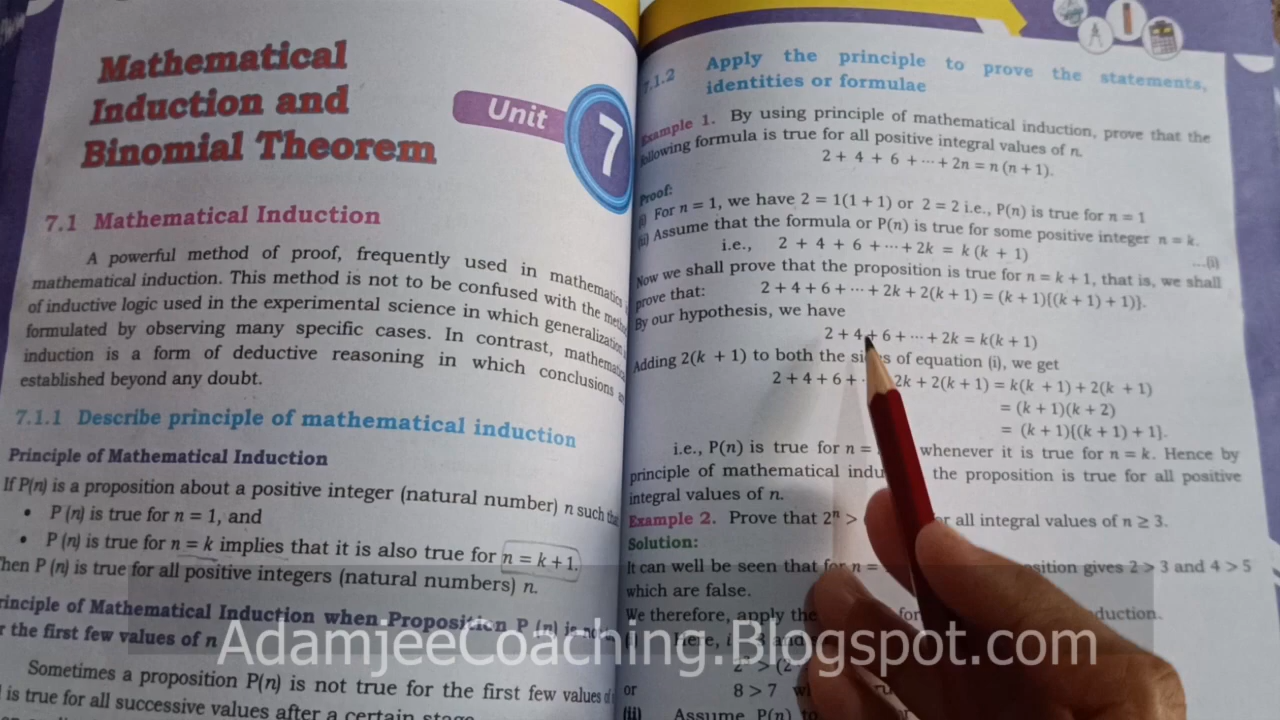 Mathematical
Induction and
Binomial Theorem
Unit
7
7.1 Mathematical Induction
A powerful method of proof, frequently used in mathematics
mathematical induction. This method is not to be confused with the
of inductive logic used in the experimental science in which generalization
formulated by observing many specific cases. In contrast,
induction is a form of deductive reasoning in which conclusions
established beyond any doubt.
7.1.1 Describe principle of mathematical induction
Principle of Mathematical Induction
If P(n) is a proposition about a positive integer (natural number) n such
• P (n) is true for n = 1, and
• P (n) is true for n = k implies that it is also true for n = k + 1.
Then P (n) is true for all positive integers (natural numbers) n.
Principle of Mathematical Induction when Proposition P (n) is not
the first few values of n
Sometimes a proposition P(n) is not true for the first few values
is true for all successive values after a certain stage
7.1.2 Apply the principle to prove the statements,
identities or formulae
Example 1. By using principle of mathematical induction, prove that the
following formula is true for all positive integral values of n.
2 + 4 + 6 + ··· + 2n = n (n + 1).
Proof:
(i) For n = 1, we have 2 = 1(1 + 1) or 2 = 2 i.e., P(n) is true for n = 1
(ii) Assume that the formula or P(n) is true for some positive integer n = k.
i.e., 2 + 4 + 6 + ··· + 2k = k (k + 1) ...(i)
Now we shall prove that the proposition is true for n = k + 1, that is, we shall
prove that: 2 + 4 + 6 + ··· + 2k + 2(k + 1) = (k + 1){(k + 1) + 1)}.
By our hypothesis, we have
2 + 4 + 6 + ··· + 2k = k(k + 1)
Adding 2(k + 1) to both the of equation (i), we get
2 + 4 + 6 + 2k + 2(k + 1) = k(k + 1) + 2(k + 1)
= (k + 1)(k + 2)
= (k + 1){(k + 1) + 1}.
i.e., P(n) is true for n = whenever it is true for n = k. Hence by
principle of mathematical the proposition is true for all positive
integral values of n.
Example 2. Prove that 2ⁿ > all integral values of n ≥ 3.
Solution:
It can well be seen that for n = gives 2 > 3 and 4 > 5
which are false.
We therefore, apply the
(i) Here,
or 8 > 7
(ii) Assume P(n)
AdamjeeCoaching.Blogspot.com